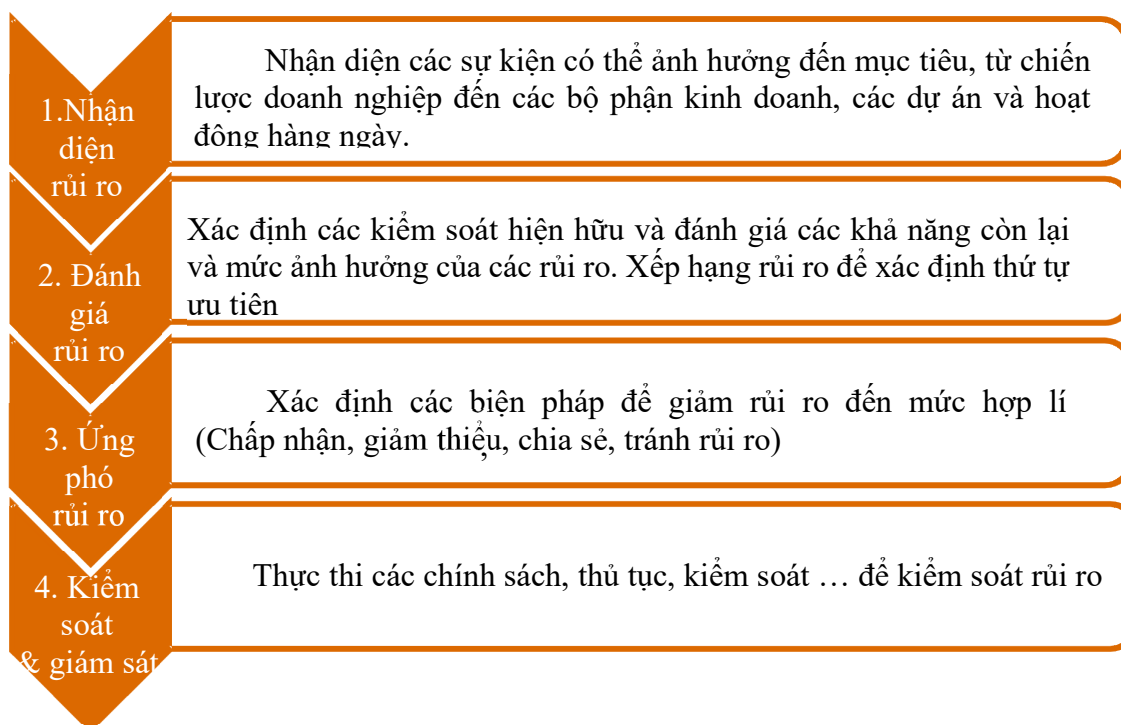 1.Nhận
diện
rủi ro
Nhận diện các sự kiện có thể ảnh hưởng đến mục tiêu, từ chiến
lược doanh nghiệp đến các bộ phận kinh doanh, các dự án và hoạt
động hàng ngày.
2. Đánh
giá
rủi ro
Xác định các kiểm soát hiện hữu và đánh giá các khả năng còn lại
và mức ảnh hưởng của các rủi ro. Xếp hạng rủi ro để xác định thứ tự
ưu tiên
3. Ứng
phó
rủi ro
Xác định các biện pháp để giảm rủi ro đến mức hợp lí
(Chấp nhận, giảm thiểu, chia sẻ, tránh rủi ro)
4. Kiểm
soát
& giám sát
Thực thi các chính sách, thủ tục, kiểm soát … để kiểm soát rủi ro